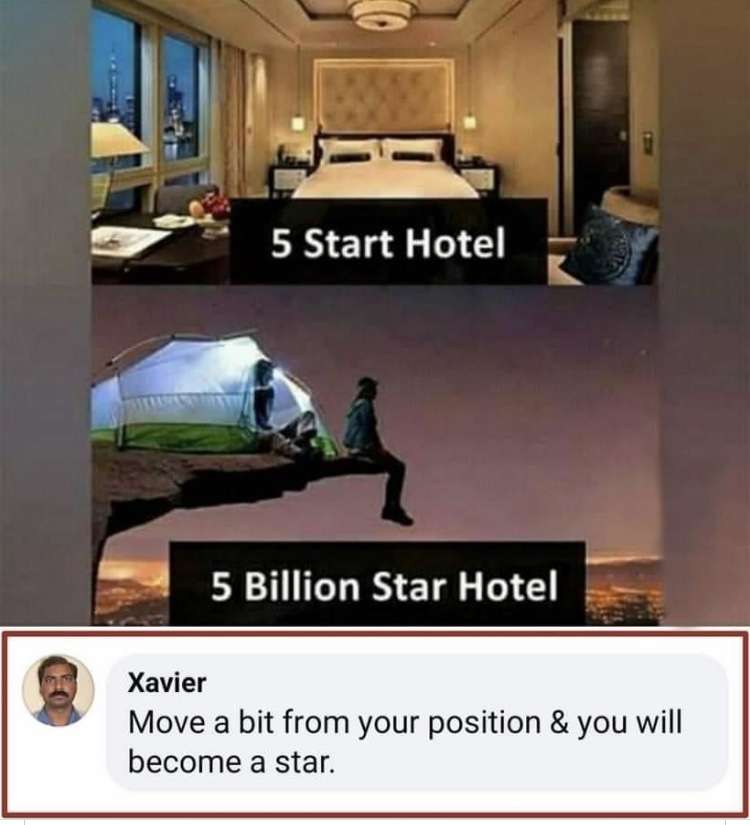 5 Start Hotel
5 Billion Star Hotel
Xavier
Move a bit from your position & you will
become a star.